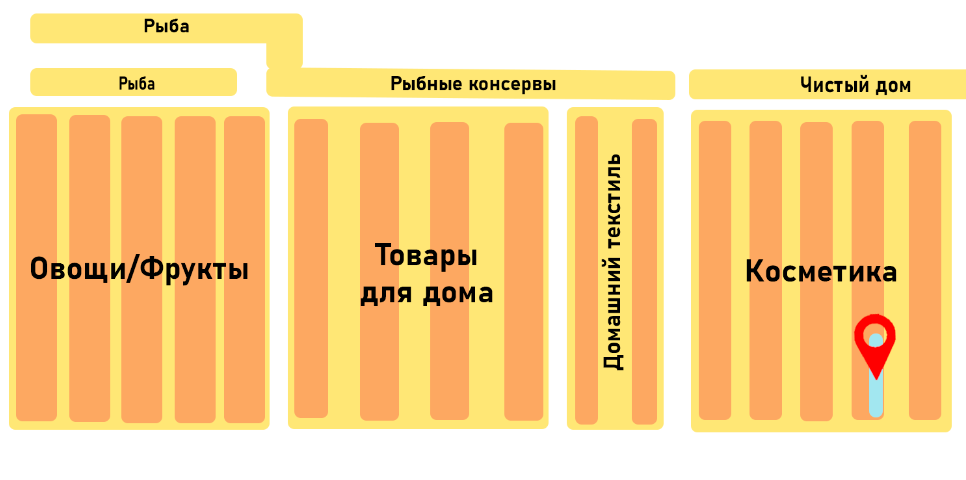 Рыба
Рыба
Рыбные консервы
Чистый дом
Овощи/Фрукты
Товары
для дома
Домашний текстиль
Косметика